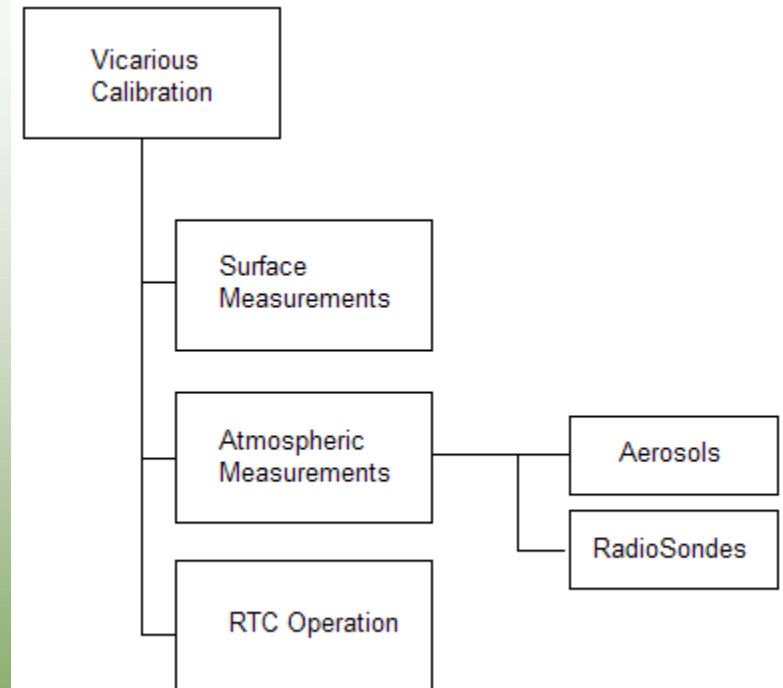 Vicarious
Calibration
Surface
Measurements
Atmospheric
Measurements
Aerosols
RadioSondes
RTC Operation